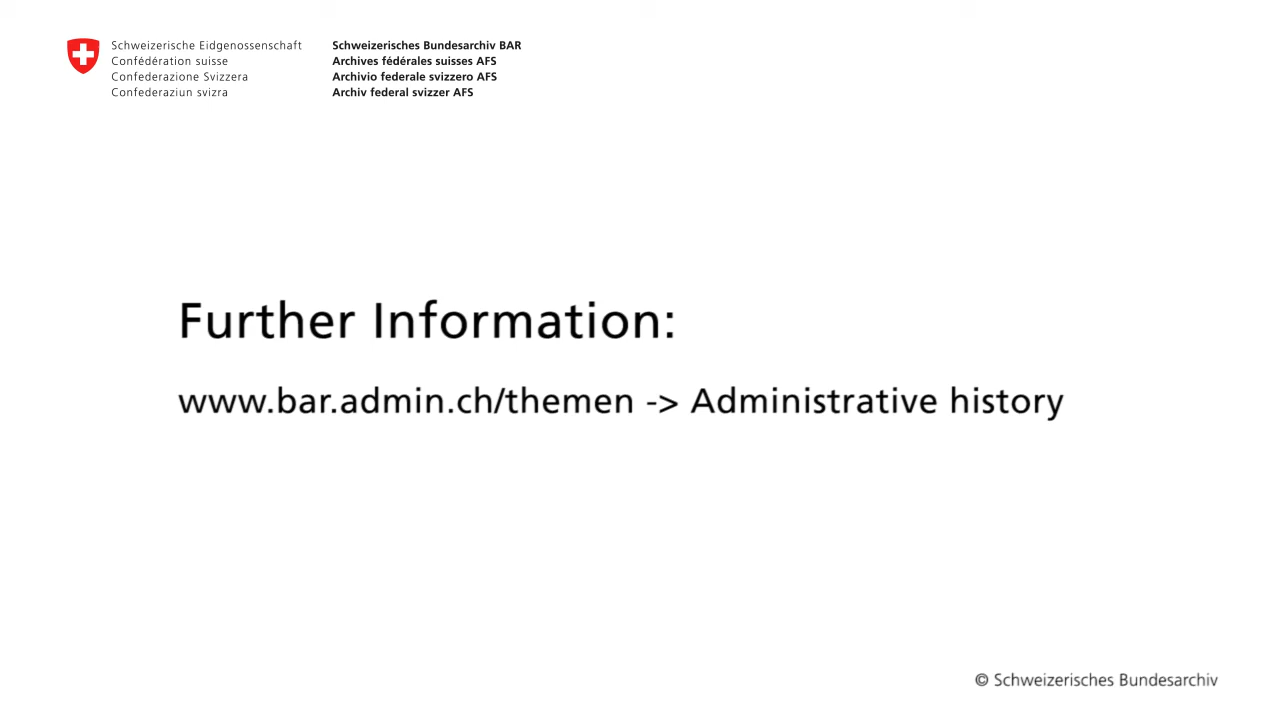 Schweizerische Eidgenossenschaft
Confédération suisse
Confederazione Svizzera
Confederaziun svizra
Schweizerisches Bundesarchiv BAR
Archives fédérales suisses AFS
Archivio federale svizzero AFS
Archiv federal svizzer AFS
Further Information:
www.bar.admin.ch/themen -> Administrative history
© Schweizerisches Bundesarchiv